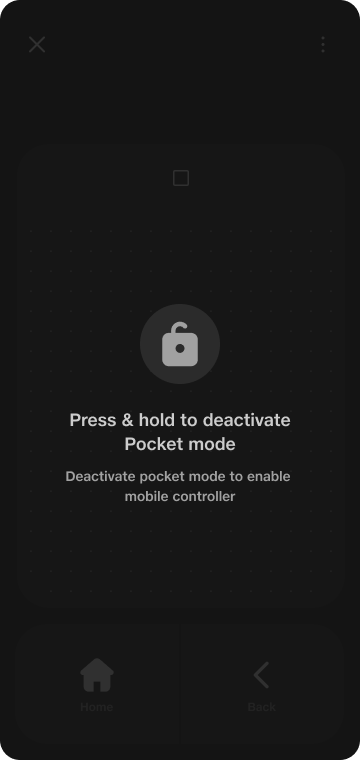 Press & hold to deactivate
Pocket mode
Deactivate pocket mode to enable
mobile controller
Home
Back